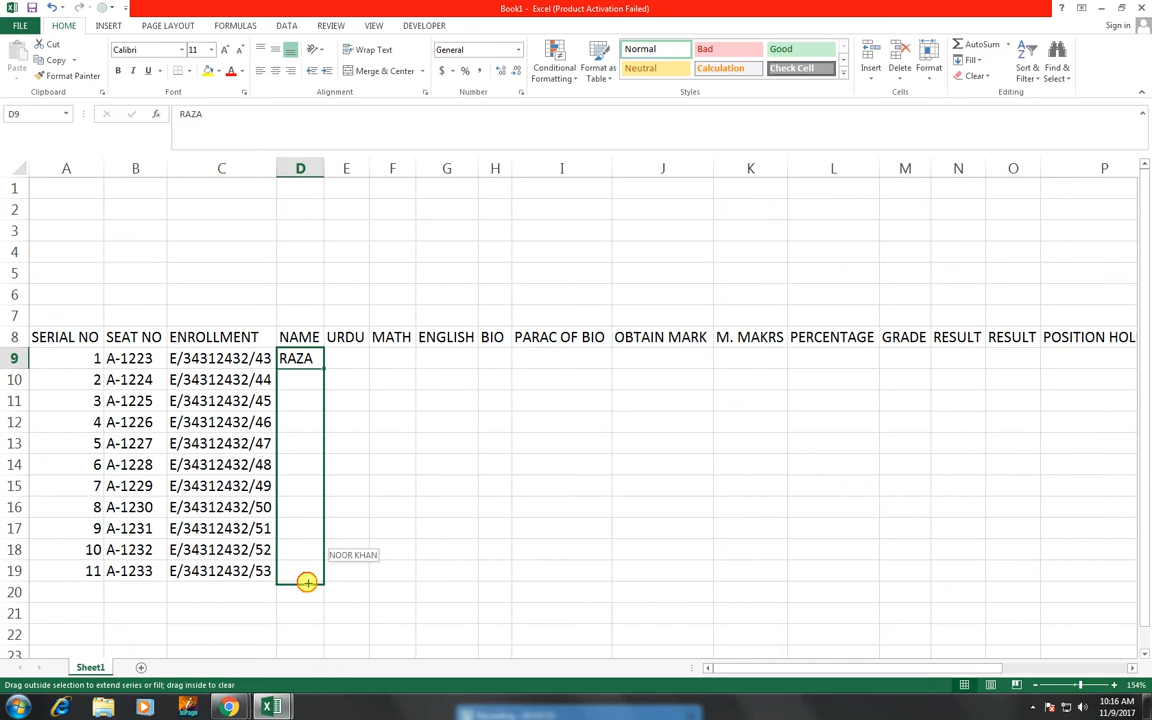 Book1 - Excel (Product Activation Failed)
FILE HOME INSERT PAGE LAYOUT FORMULAS DATA REVIEW VIEW DEVELOPER Sign in
Paste
Cut
Copy
Format Painter
Calibri 11
B I U
A A
Wrap Text
Merge & Center
General
$ % ,
Conditional Formatting
Format as Table
Normal Bad Good
Neutral Calculation Check Cell
Insert Delete Format
AutoSum
Fill
Clear
Sort & Filter
Find & Select
Clipboard Font Alignment Number Styles Cells Editing
D9 fx RAZA
A B C D E F G H I J K L M N O P
1
2
3
4
5
6
7
8 SERIAL NO SEAT NO ENROLLMENT NAME URDU MATH ENGLISH BIO PARAC OF BIO OBTAIN MARK M. MAKRS PERCENTAGE GRADE RESULT RESULT POSITION HOL
9 1 A-1223 E/34312432/43 RAZA
10 2 A-1224 E/34312432/44
11 3 A-1225 E/34312432/45
12 4 A-1226 E/34312432/46
13 5 A-1227 E/34312432/47
14 6 A-1228 E/34312432/48
15 7 A-1229 E/34312432/49
16 8 A-1230 E/34312432/50
17 9 A-1231 E/34312432/51
18 10 A-1232 E/34312432/52 NOOR KHAN
19 11 A-1233 E/34312432/53
20
21
22
23
Sheet1
Drag outside selection to extend series or fill; drag inside to clear 154%
10:16 AM
11/9/2017